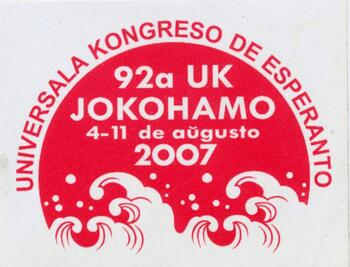 UNIVERSALA KONGRESO DE ESPERANTO
92a UK
JOKOHAMO
4-11 de aŭgusto
2007